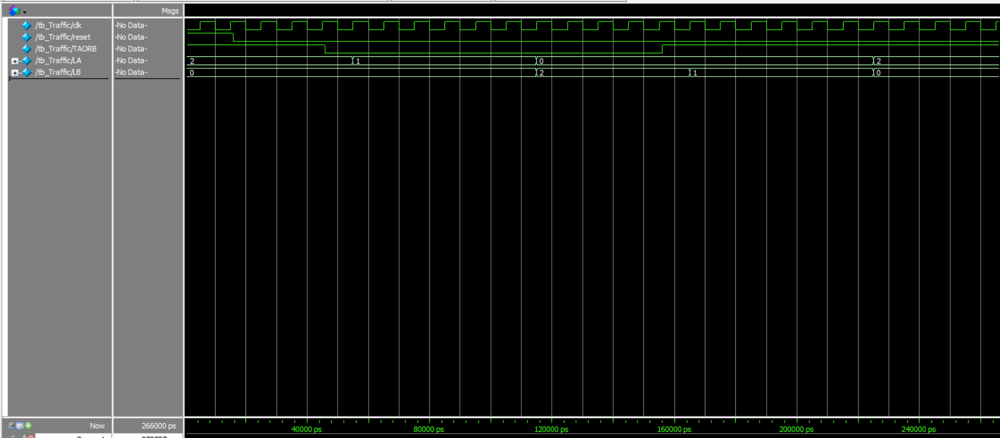 Msgs
/tb_Traffic/clk -No Data-
/tb_Traffic/reset -No Data-
/tb_Traffic/TAORB -No Data-
/tb_Traffic/LA -No Data- 2 1 0 2
/tb_Traffic/LB -No Data- 0 2 1 0
Now 266000 ps
40000 ps 80000 ps 120000 ps 160000 ps 200000 ps 240000 ps